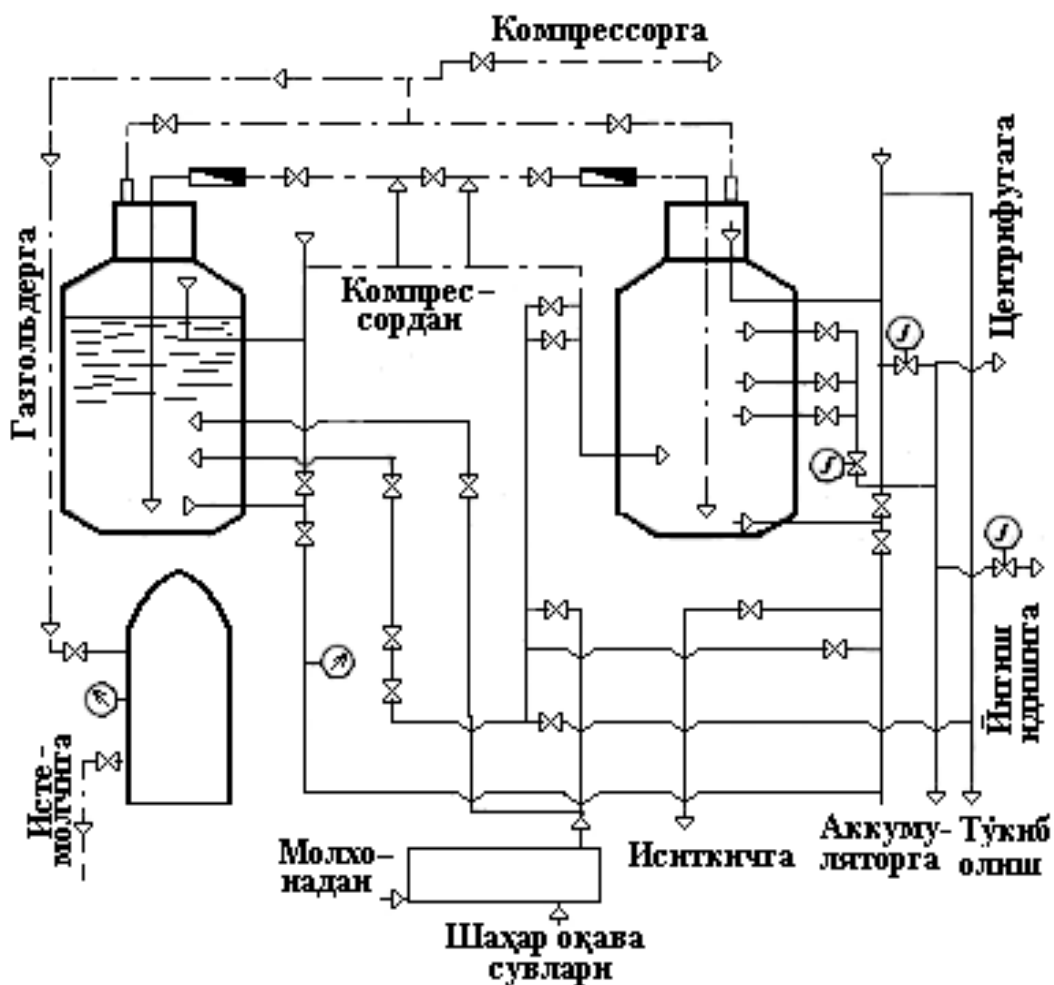 Компрессорга
Газгольдерга
Компрес–
сордан
Центрифугага
Йиғиш
идишига
Исте–
молчига
Молхо–
надан
Иситкичга
Аккуму–
ляторга
Тўкиб
олиш
Шаҳар оқава
сувлари